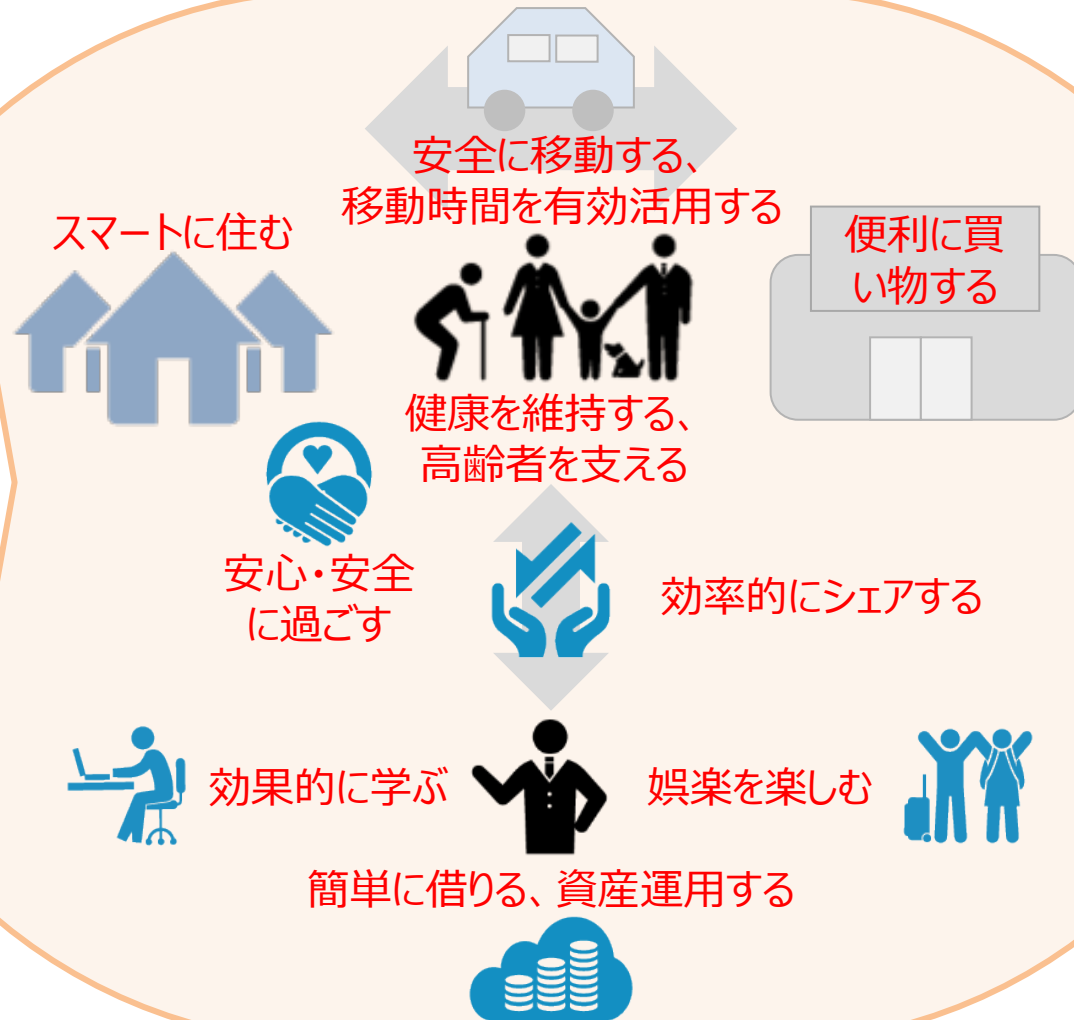 安全に移動する、
移動時間を有効活用する
スマートに住む
便利に買
い物する
健康を維持する、
高齢者を支える
安心・安全
に過ごす
効率的にシェアする
効果的に学ぶ
娯楽を楽しむ
簡単に借りる、資産運用する